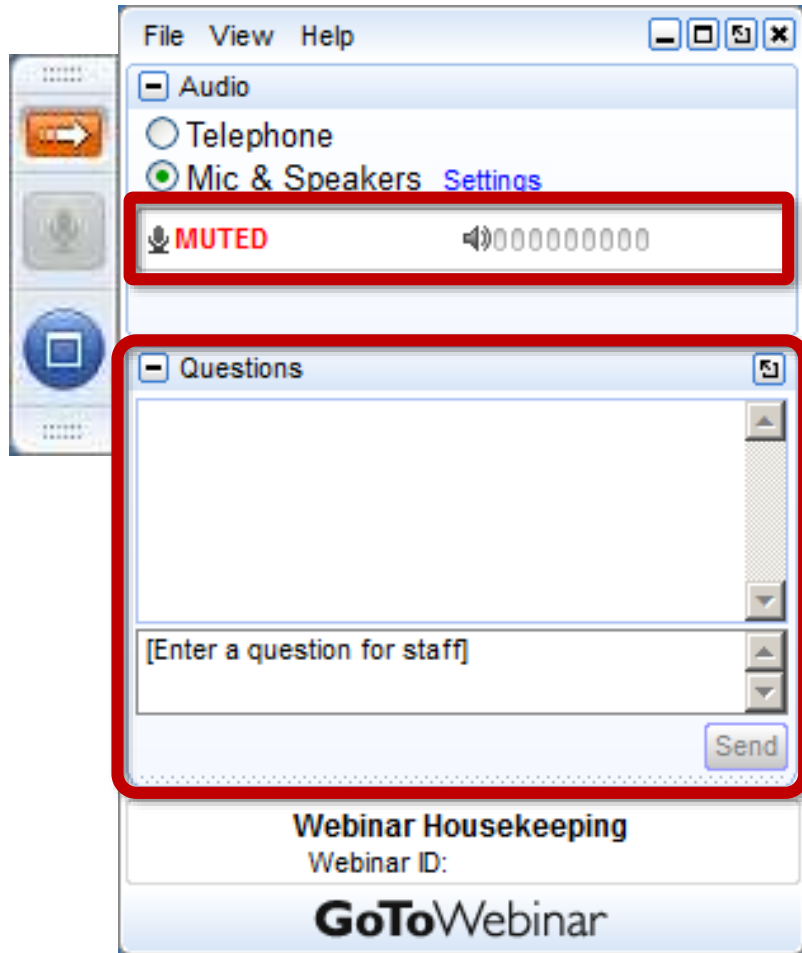 File View Help
Audio
Telephone
Mic & Speakers Settings
MUTED 000000000
Questions
[Enter a question for staff]
Send
Webinar Housekeeping
Webinar ID:
GoToWebinar